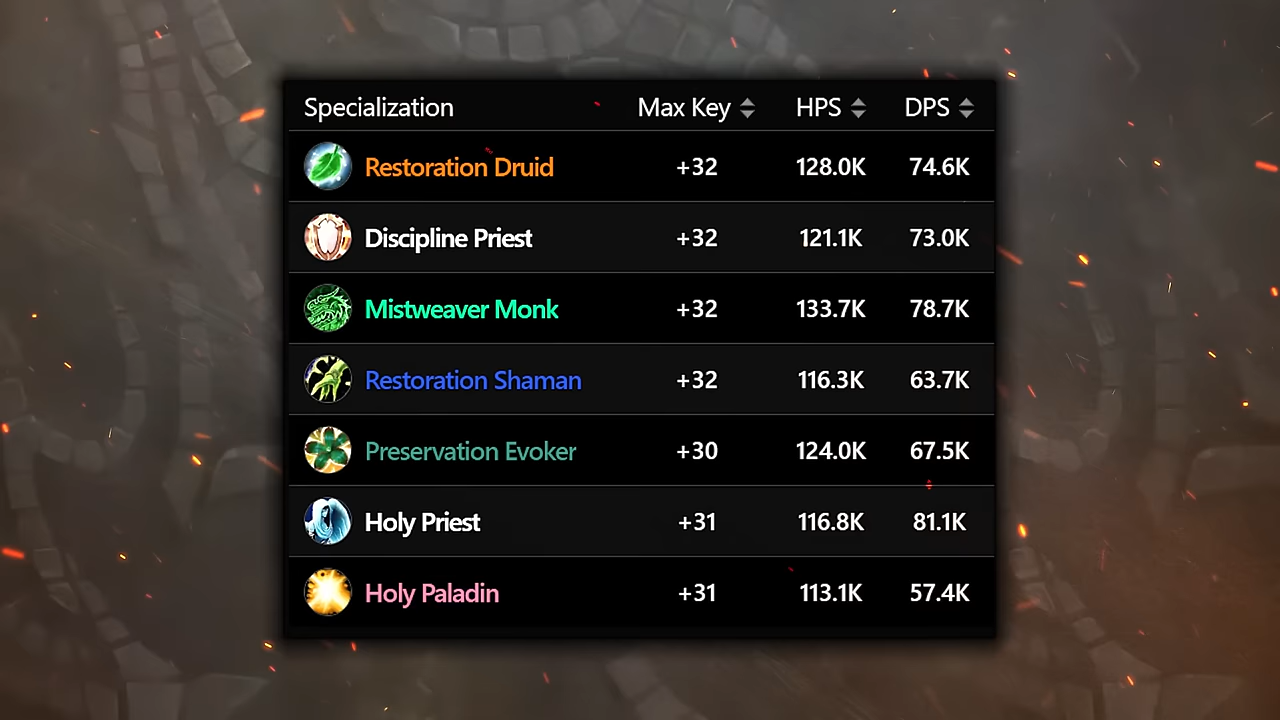 Specialization Max Key HPS DPS
Restoration Druid +32 128.0K 74.6K
Discipline Priest +32 121.1K 73.0K
Mistweaver Monk +32 133.7K 78.7K
Restoration Shaman +32 116.3K 63.7K
Preservation Evoker +30 124.0K 67.5K
Holy Priest +31 116.8K 81.1K
Holy Paladin +31 113.1K 57.4K